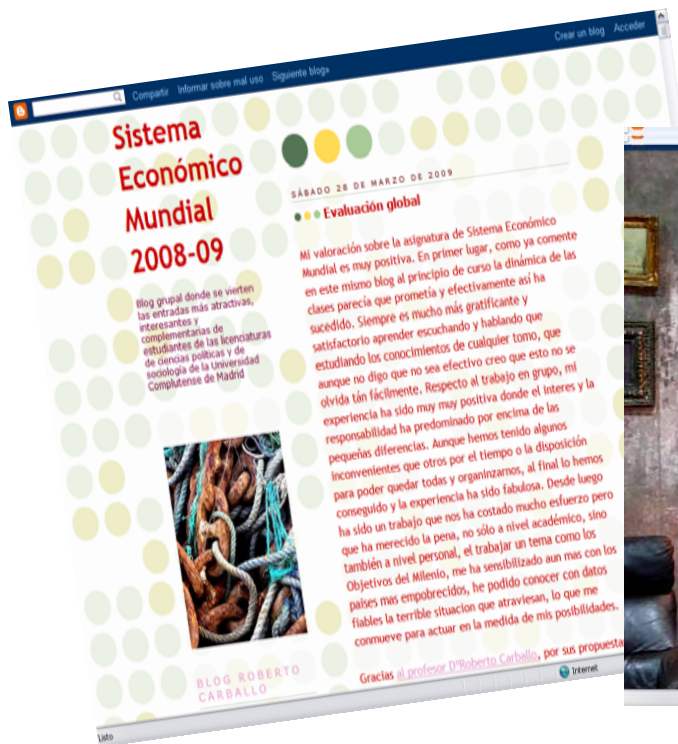 Compartir Informar sobre mal uso Siguiente blog»
Crear un blog Acceder
Sistema
Económico
Mundial
2008-09
Blog grupal donde se vierten
las entradas más atractivas,
interesantes y
complementarias de
estudiantes de las licenciaturas
de ciencias políticas y de
sociología de la Universidad
Complutense de Madrid
BLOG ROBERTO
CARBALLO
SÁBADO 28 DE MARZO DE 2009
Evaluación global
Mi valoración sobre la asignatura de Sistema Económico
Mundial es muy positiva. En primer lugar, como ya comente
en este mismo blog al principio de curso la dinámica de las
clases parecía que prometía y efectivamente así ha
sucedido. Siempre es mucho más gratificante y
satisfactorio aprender escuchando y hablando que
estudiando los conocimientos de cualquier tomo, que
aunque no digo que no sea efectivo creo que esto no se
olvida tán fácilmente. Respecto al trabajo en grupo, mi
experiencia ha sido muy muy positiva donde el interes y la
responsabilidad ha predominado por encima de las
pequeñas diferencias. Aunque hemos tenido algunos
inconvenientes que otros por el tiempo o la disposición
para poder quedar todas y organinzarnos, al final lo hemos
conseguido y la experiencia ha sido fabulosa. Desde luego
ha sido un trabajo que nos ha costado mucho esfuerzo pero
que ha merecido la pena, no sólo a nivel académico, sino
también a nivel personal, el trabajar un tema como los
Objetivos del Milenio, me ha sensibilizado aun mas con los
paises mas empobrecidos, he podido conocer con datos
fiables la terrible situacion que atraviesan, lo que me
conmueve para actuar en la medida de mis posibilidades.
Gracias al profesor DºRoberto Carballo, por sus propuesta
Listo
Internet